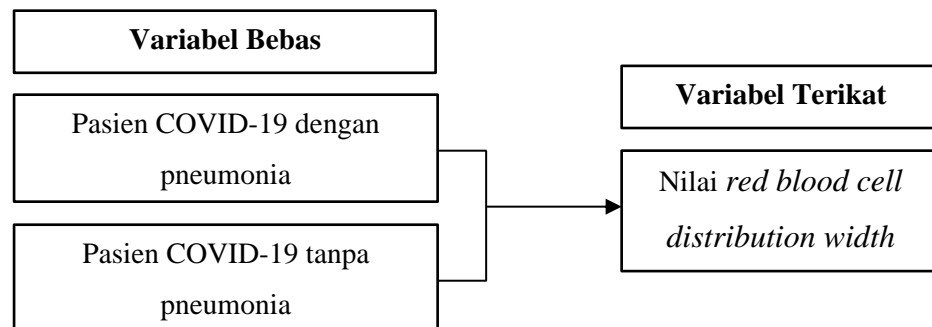 Variabel Bebas
Pasien COVID-19 dengan
pneumonia
Pasien COVID-19 tanpa
pneumonia
Variabel Terikat
Nilai red blood cell
distribution width